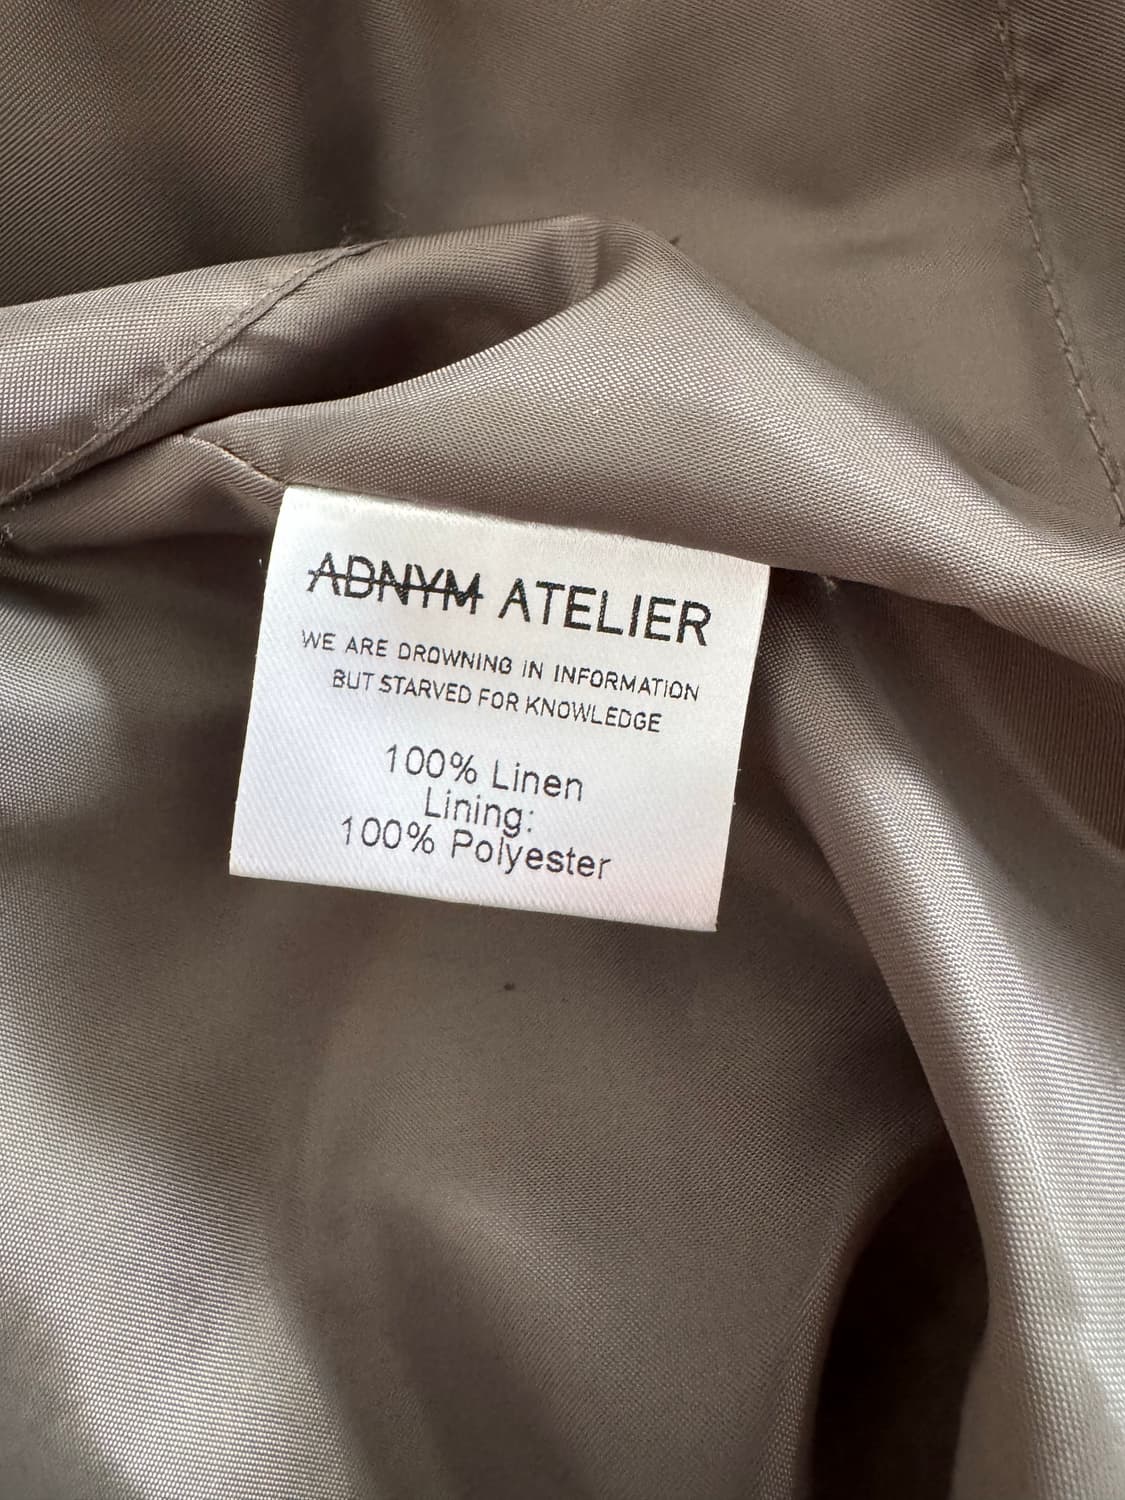 ADNYM ATELIER
WE ARE DROWNING IN INFORMATION
BUT STARVED FOR KNOWLEDGE
100% Linen
Lining:
100% Polyester